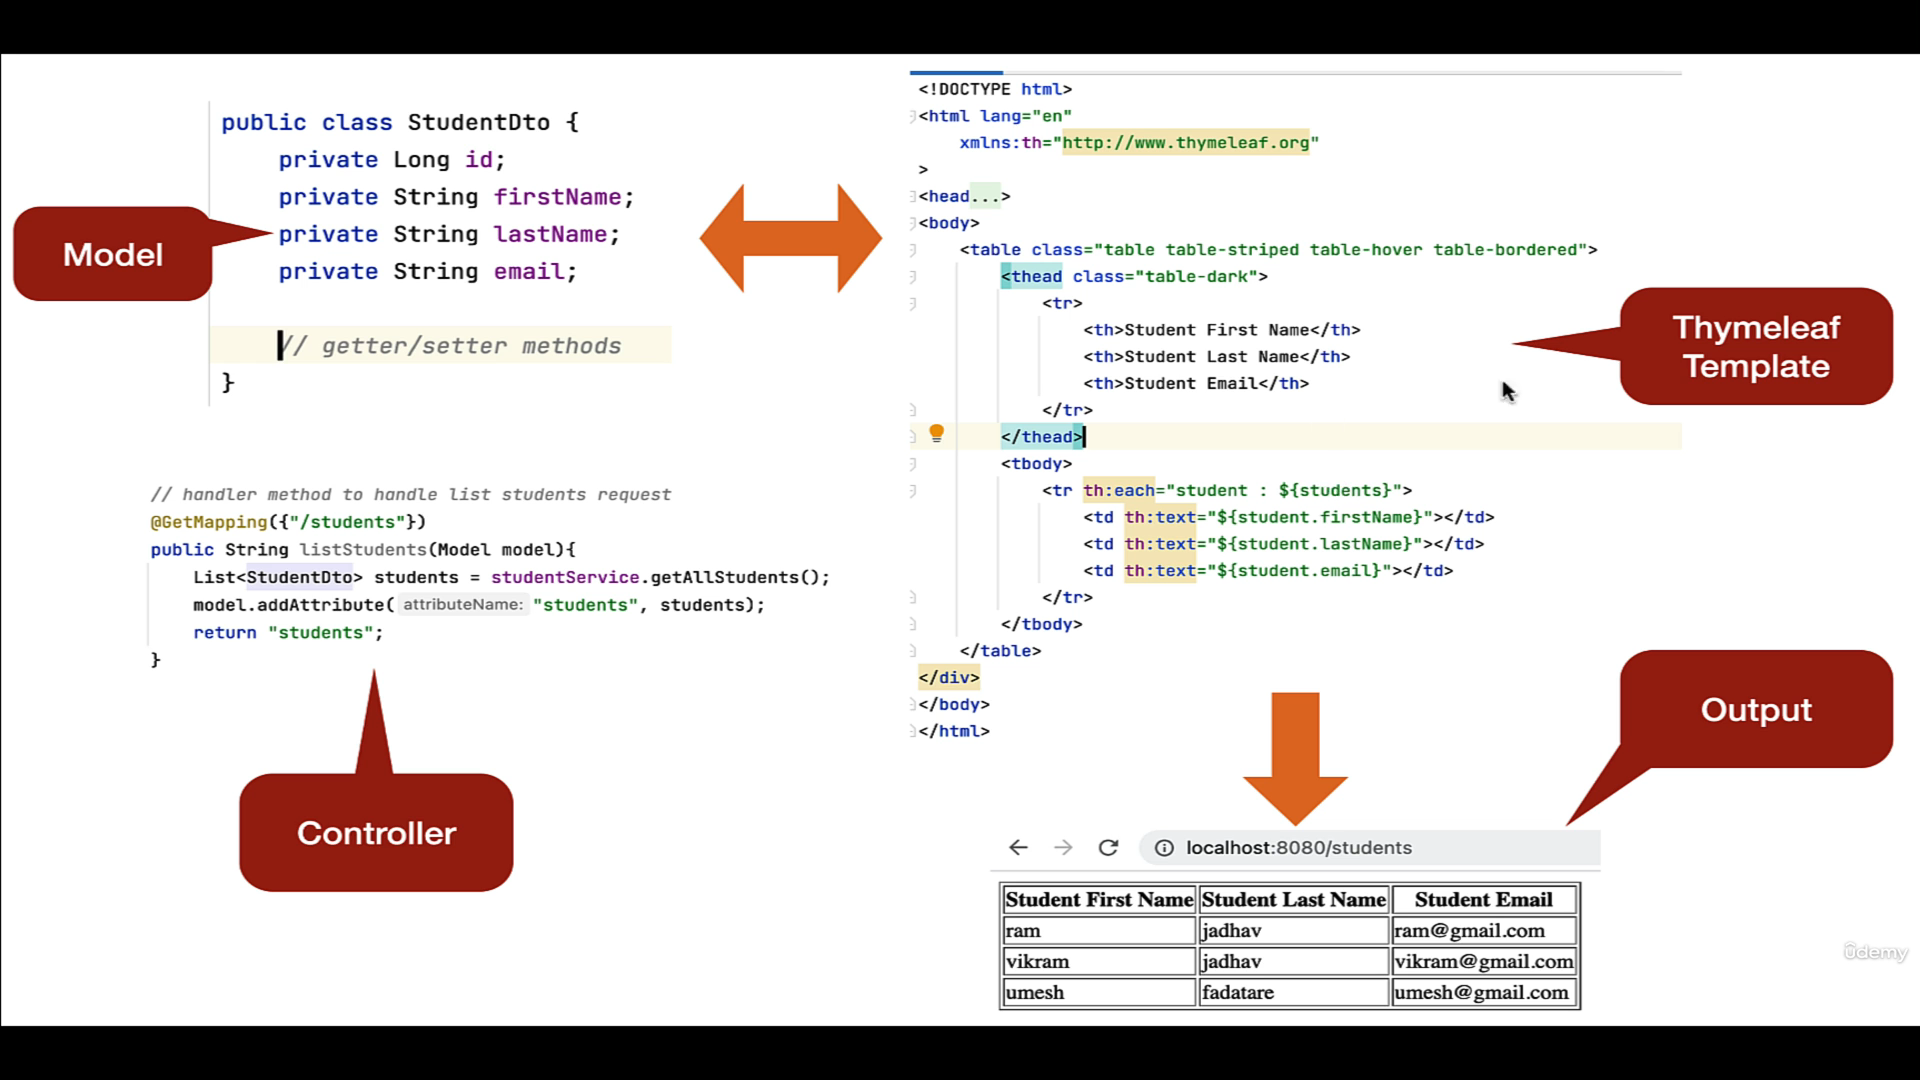 public class StudentDto {
private Long id;
private String firstName;
private String lastName;
private String email;
// getter/setter methods
}
Model
// handler method to handle list students request
@GetMapping({"/students"})
public String listStudents(Model model){
List<StudentDto> students = studentService.getAllStudents();
model.addAttribute( attributeName: "students", students);
return "students";
}
Controller
<!DOCTYPE html>
<html lang="en"
xmlns:th="http://www.thymeleaf.org"
>
<head...>
<body>
<table class="table table-striped table-hover table-bordered">
<thead class="table-dark">
<tr>
<th>Student First Name</th>
<th>Student Last Name</th>
<th>Student Email</th>
</tr>
</thead>
<tbody>
<tr th:each="student : ${students}">
<td th:text="${student.firstName}"></td>
<td th:text="${student.lastName}"></td>
<td th:text="${student.email}"></td>
</tr>
</tbody>
</table>
</div>
</body>
</html>
Thymeleaf
Template
Output
localhost:8080/students
Student First Name Student Last Name Student Email
ram jadhav ram@gmail.com
vikram jadhav vikram@gmail.com
umesh fadatare umesh@gmail.com
ûdemy